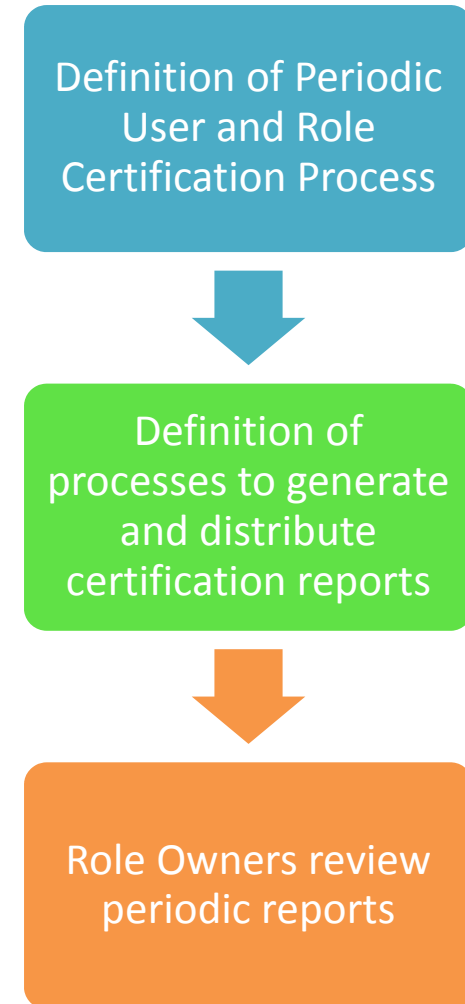 Definition of Periodic
User and Role
Certification Process
Definition of
processes to generate
and distribute
certification reports
Role Owners review
periodic reports